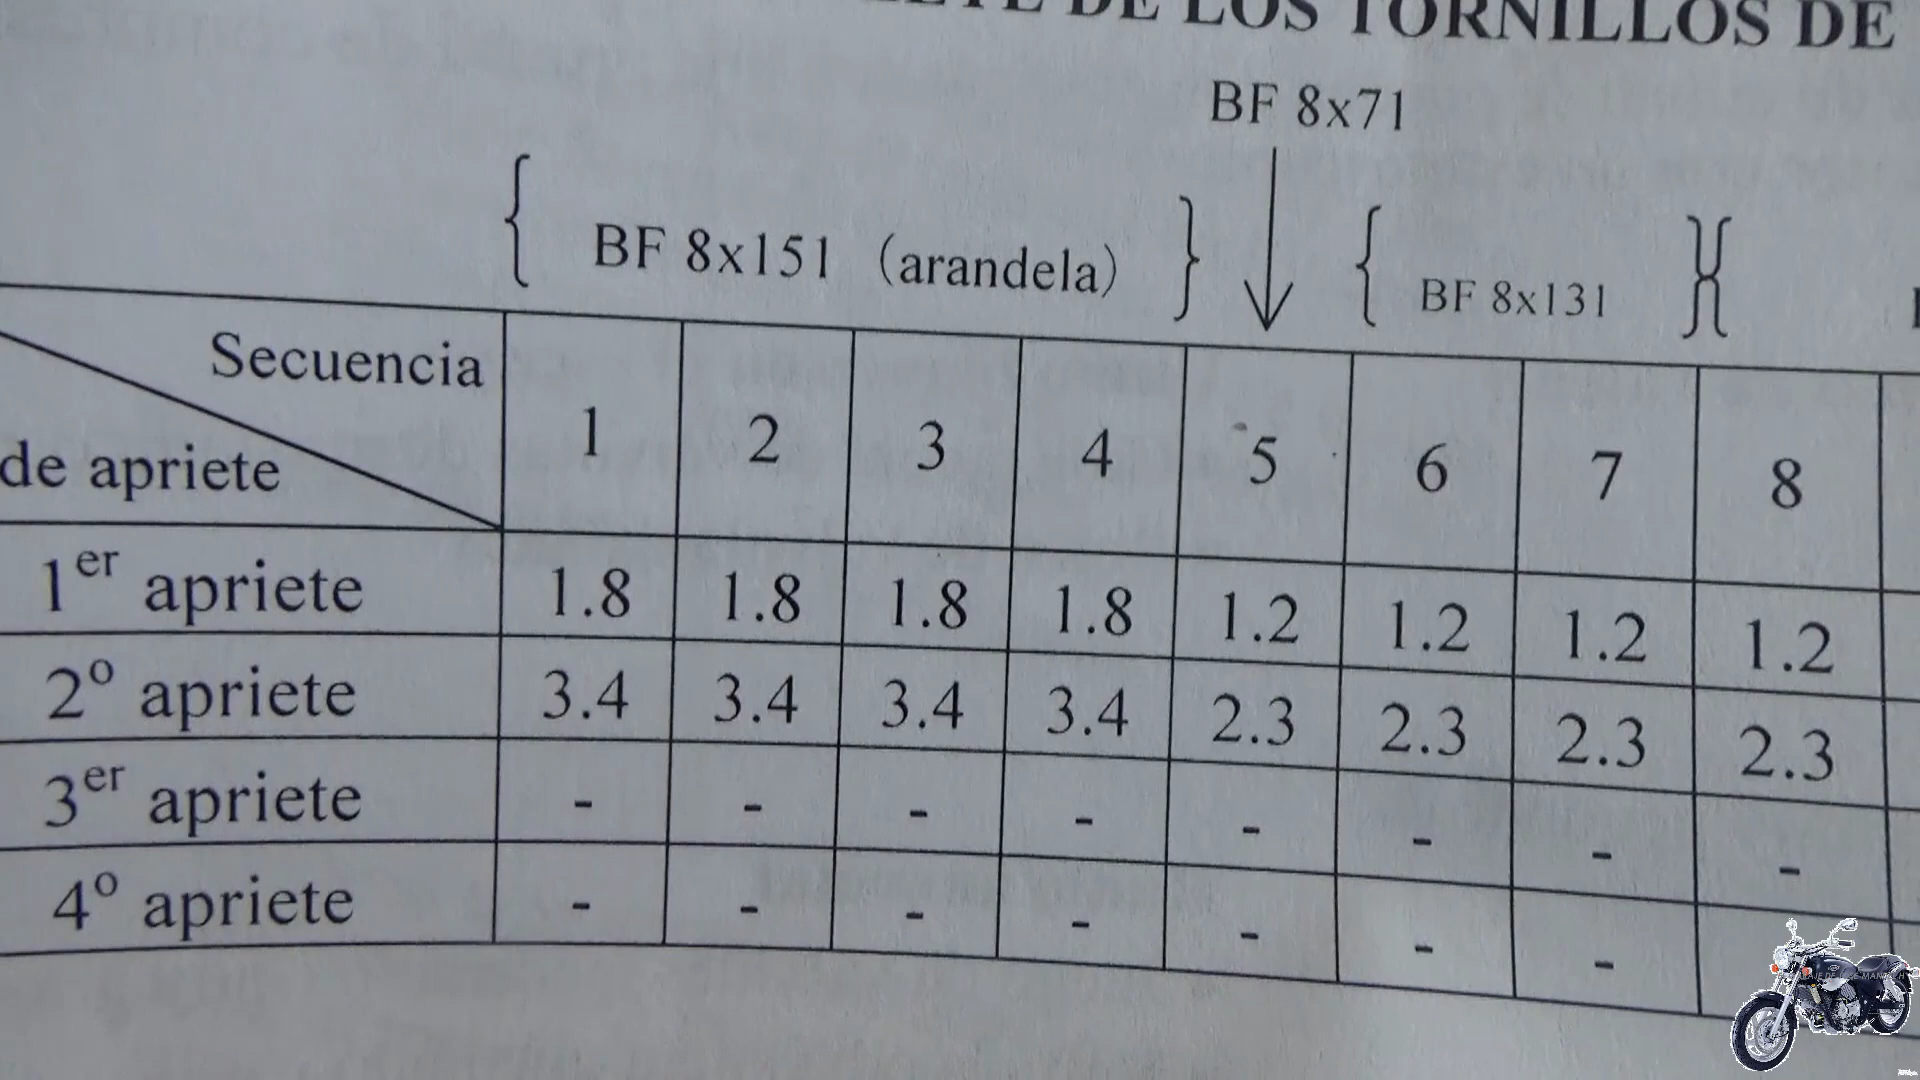 DE LOS TORNILLOS DE
BF 8x71
BF 8x151 (arandela)
BF 8x131
Secuencia
de apriete
1 2 3 4 5 6 7 8
1er apriete 1.8 1.8 1.8 1.8 1.2 1.2 1.2 1.2
2º apriete 3.4 3.4 3.4 3.4 2.3 2.3 2.3 2.3
3er apriete - - - - - - - -
4º apriete - - - - - - -